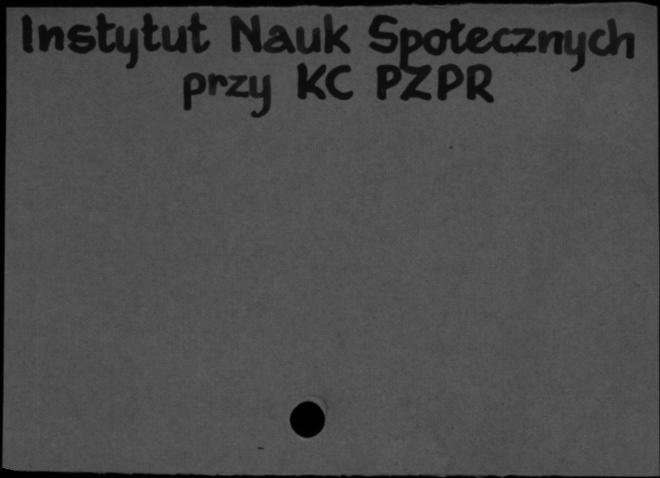 Instytut Nauk Społecznych
przy KC PZPR